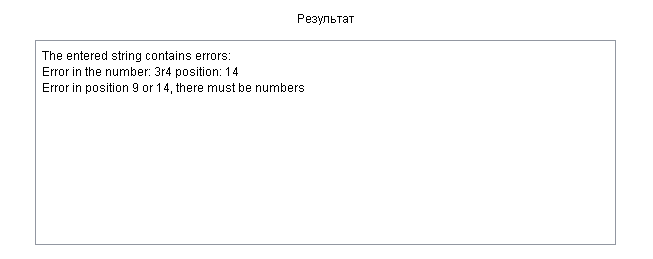 Результат
The entered string contains errors:
Error in the number: 3r4 position: 14
Error in position 9 or 14, there must be numbers